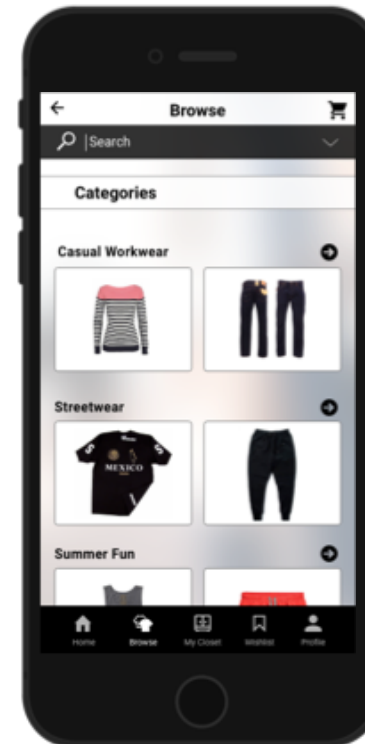 Browse
Search
Categories
Casual Workwear
Streetwear
MEXICO
Summer Fun
Home
Browse
My Closet
Wishlist
Profile